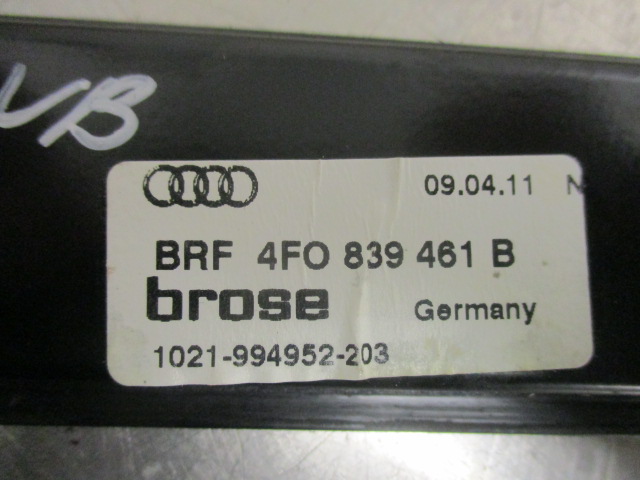 VB
09.04.11 N
BRF 4F0 839 461 B
brose Germany
1021-994952-203